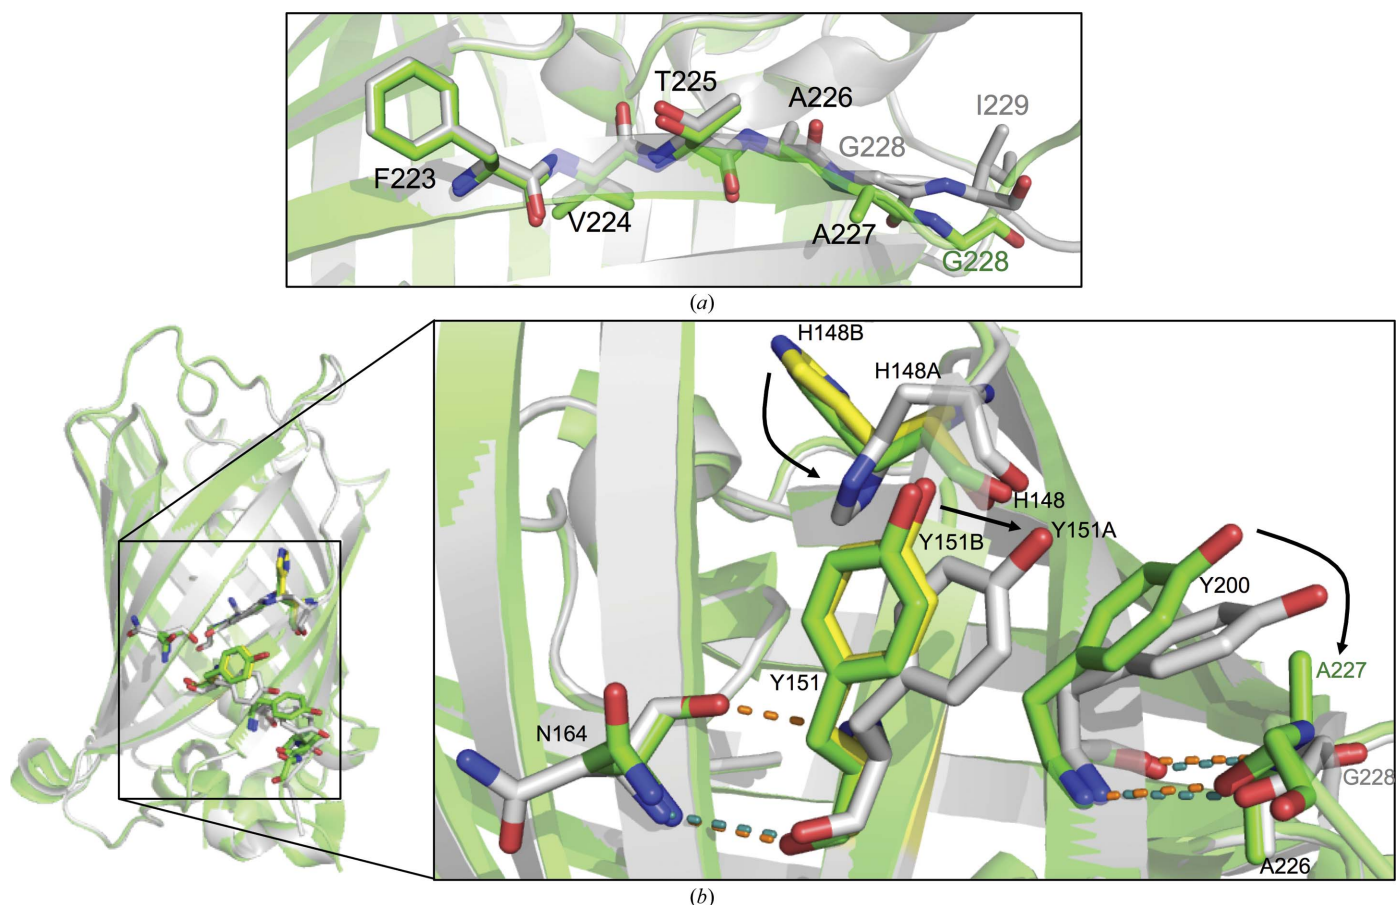 T225
A226
I229
G228
F223
V224
A227
G228
(a)
H148B
H148A
H148
Y151B
Y151A
Y200
Y151
A227
N164
G228
A226
(b)